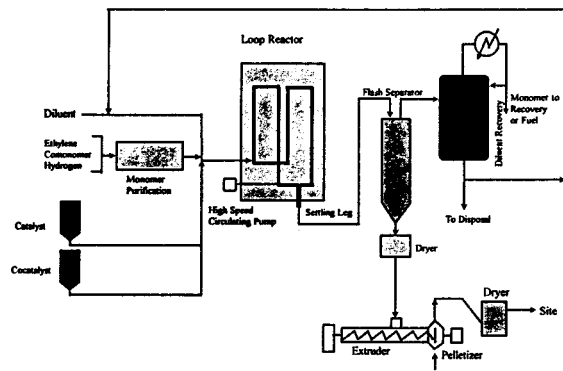 Loop Reactor
Flash Separator
Monomer to
Recovery
or Fuel
Diluent Recovery
Diluent
Ethylene
Comonomer
Hydrogen
Monomer
Purification
High Speed
Circulating Pump
Settling Leg
To Disposal
Catalyst
Dryer
Cocatalyst
Dryer
Site
Extruder
Pelletizer